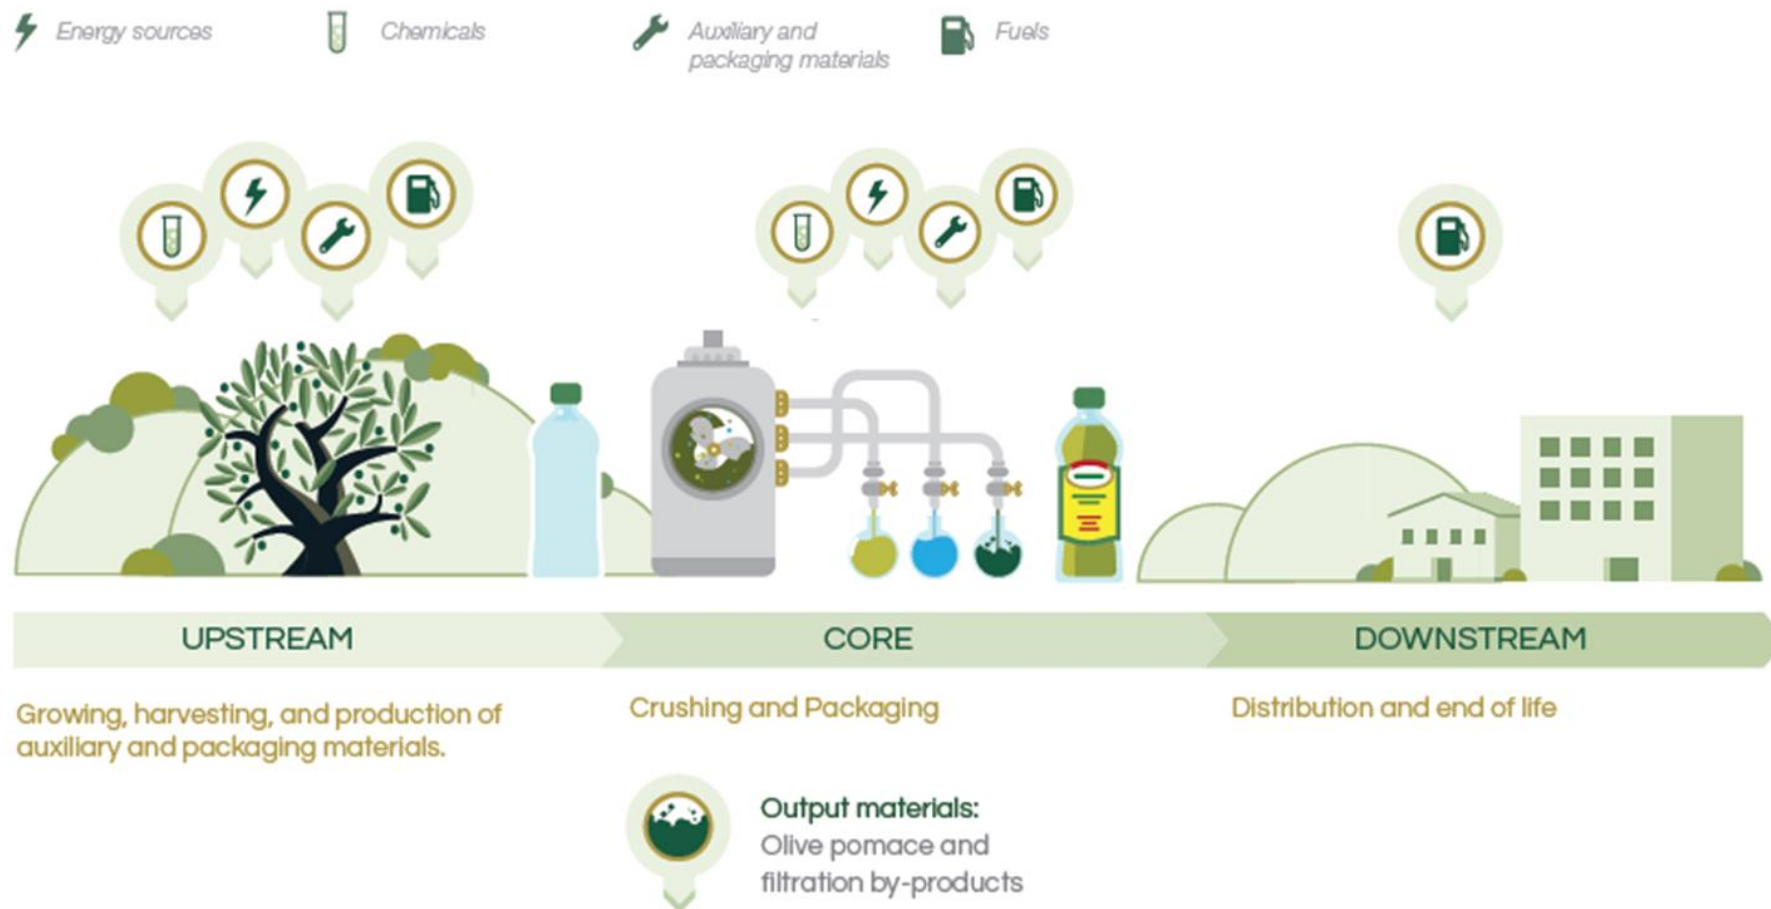 Energy sources
Chemicals
Auxiliary and
packaging materials
Fuels
UPSTREAM
CORE
DOWNSTREAM
Growing, harvesting, and production of
auxiliary and packaging materials.
Crushing and Packaging
Distribution and end of life
Output materials:
Olive pomace and
filtration by-products